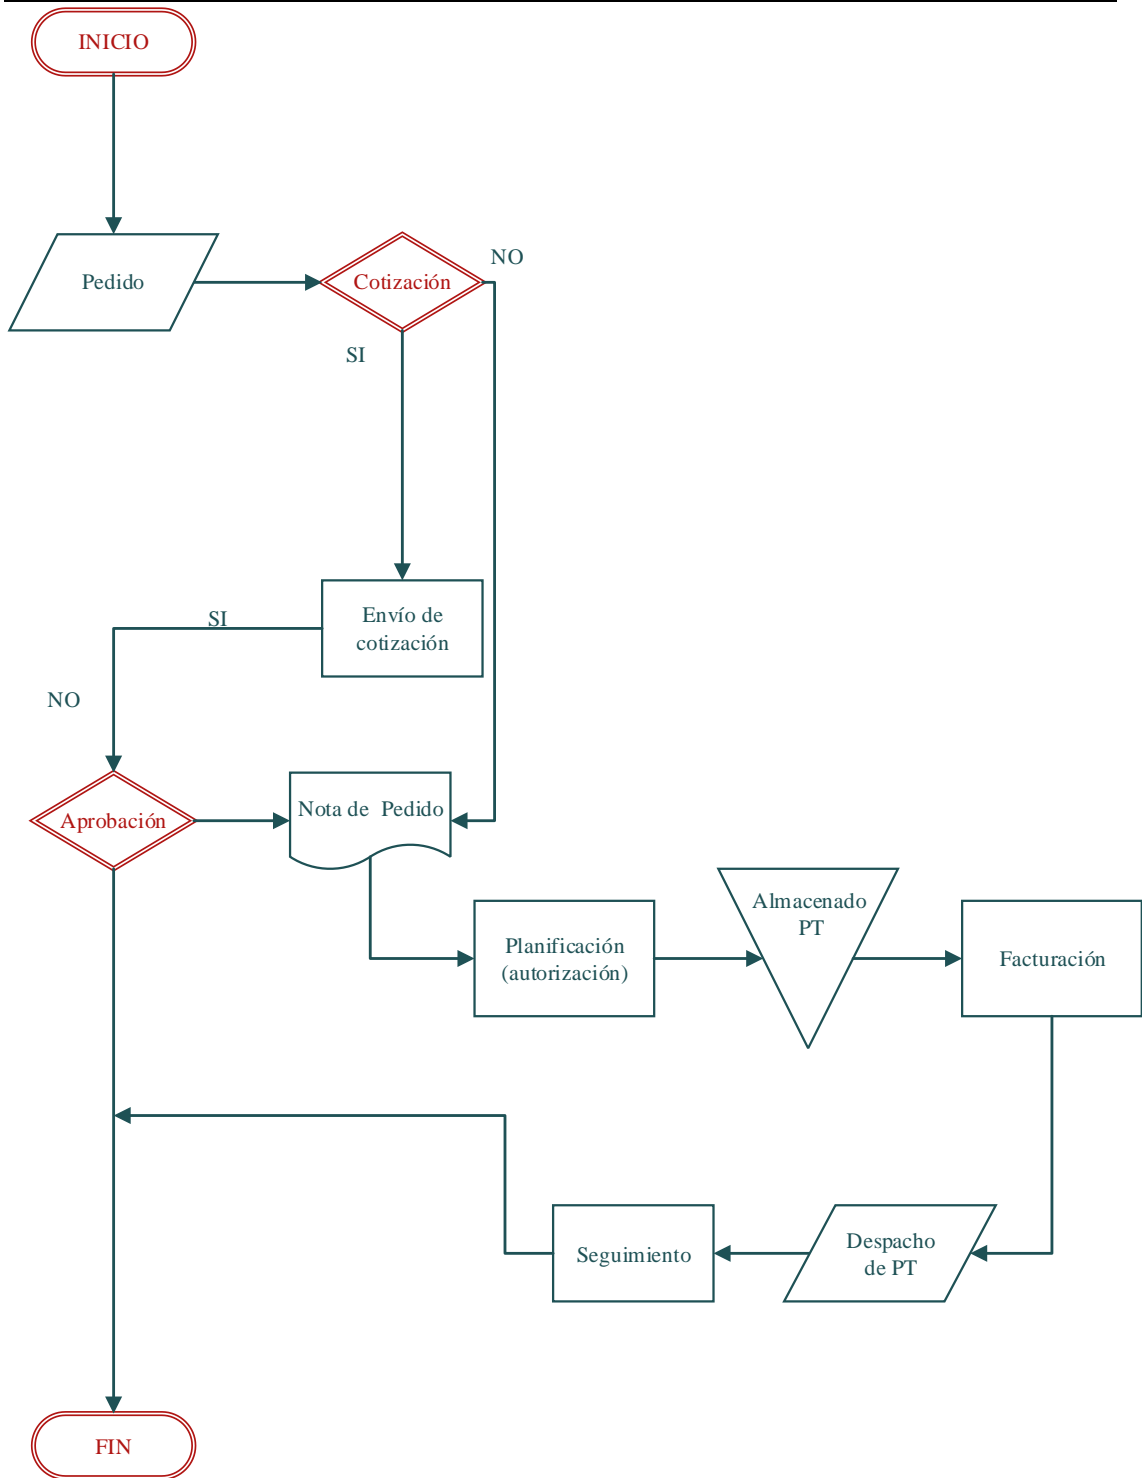 INICIO
Pedido
Cotización
NO
SI
Envío de
cotización
SI
NO
Aprobación
Nota de Pedido
Planificación
(autorización)
Almacenado
PT
Facturación
Seguimiento
Despacho
de PT
FIN